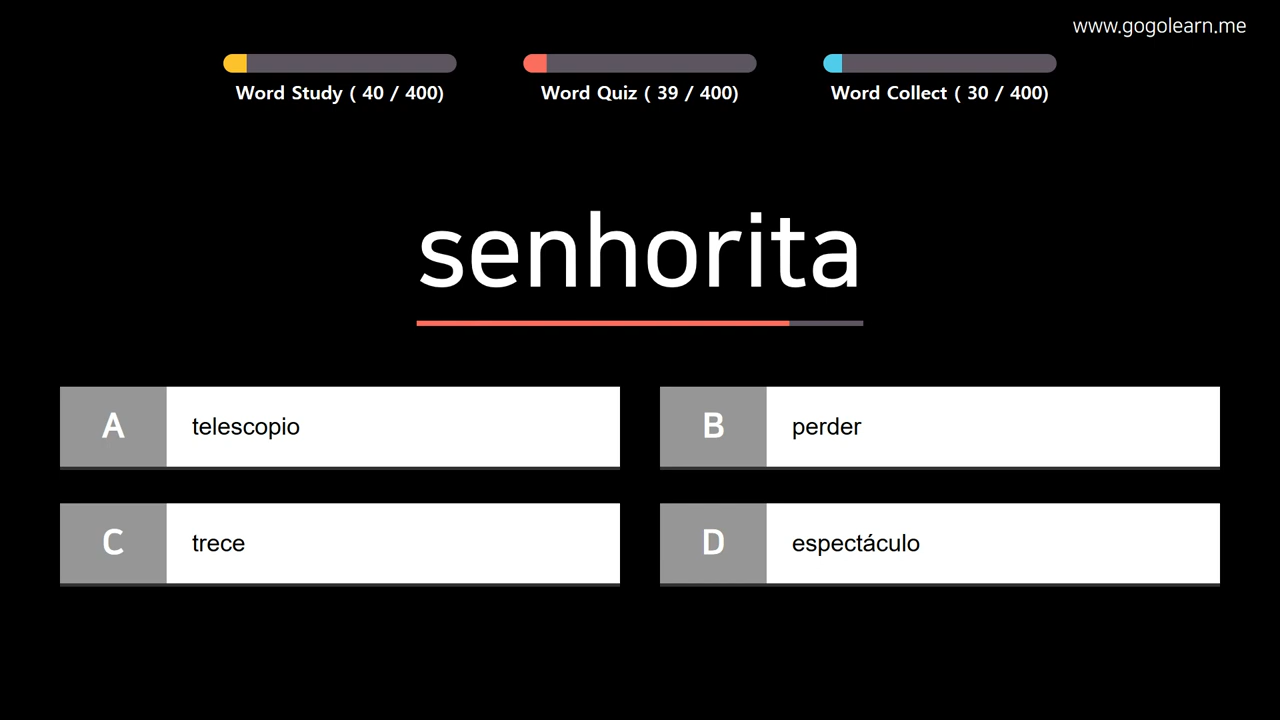 www.gogolearn.me
Word Study ( 40 / 400)
Word Quiz ( 39 / 400)
Word Collect ( 30 / 400)
senhorita
A telescopio
B perder
C trece
D espectáculo